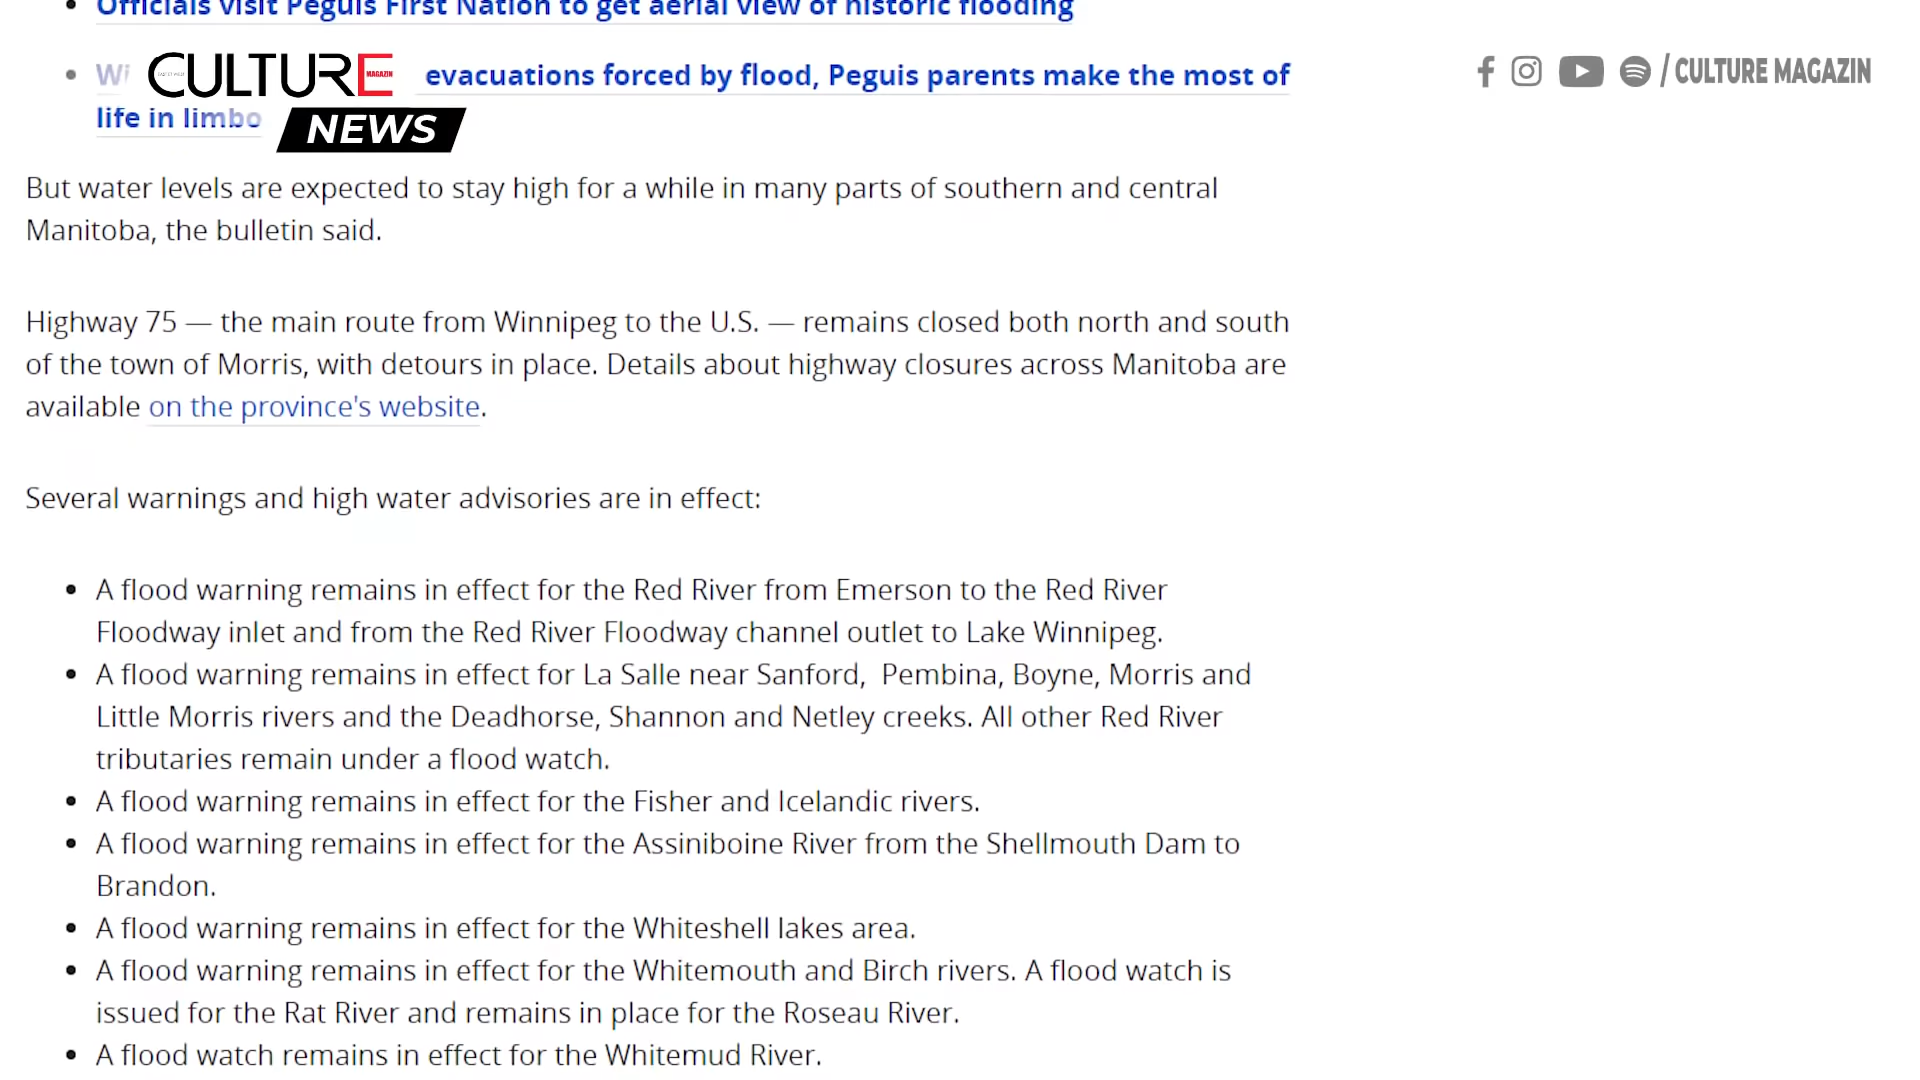 Officials visit Peguis First Nation to get aerial view of historic flooding
CULTURE MAGAZIN
NEWS
/ CULTURE MAGAZIN
evacuations forced by flood, Peguis parents make the most of
life in limbo
But water levels are expected to stay high for a while in many parts of southern and central
Manitoba, the bulletin said.
Highway 75 — the main route from Winnipeg to the U.S. — remains closed both north and south
of the town of Morris, with detours in place. Details about highway closures across Manitoba are
available on the province's website.
Several warnings and high water advisories are in effect:
A flood warning remains in effect for the Red River from Emerson to the Red River
Floodway inlet and from the Red River Floodway channel outlet to Lake Winnipeg.
A flood warning remains in effect for La Salle near Sanford, Pembina, Boyne, Morris and
Little Morris rivers and the Deadhorse, Shannon and Netley creeks. All other Red River
tributaries remain under a flood watch.
A flood warning remains in effect for the Fisher and Icelandic rivers.
A flood warning remains in effect for the Assiniboine River from the Shellmouth Dam to
Brandon.
A flood warning remains in effect for the Whiteshell lakes area.
A flood warning remains in effect for the Whitemouth and Birch rivers. A flood watch is
issued for the Rat River and remains in place for the Roseau River.
A flood watch remains in effect for the Whitemud River.